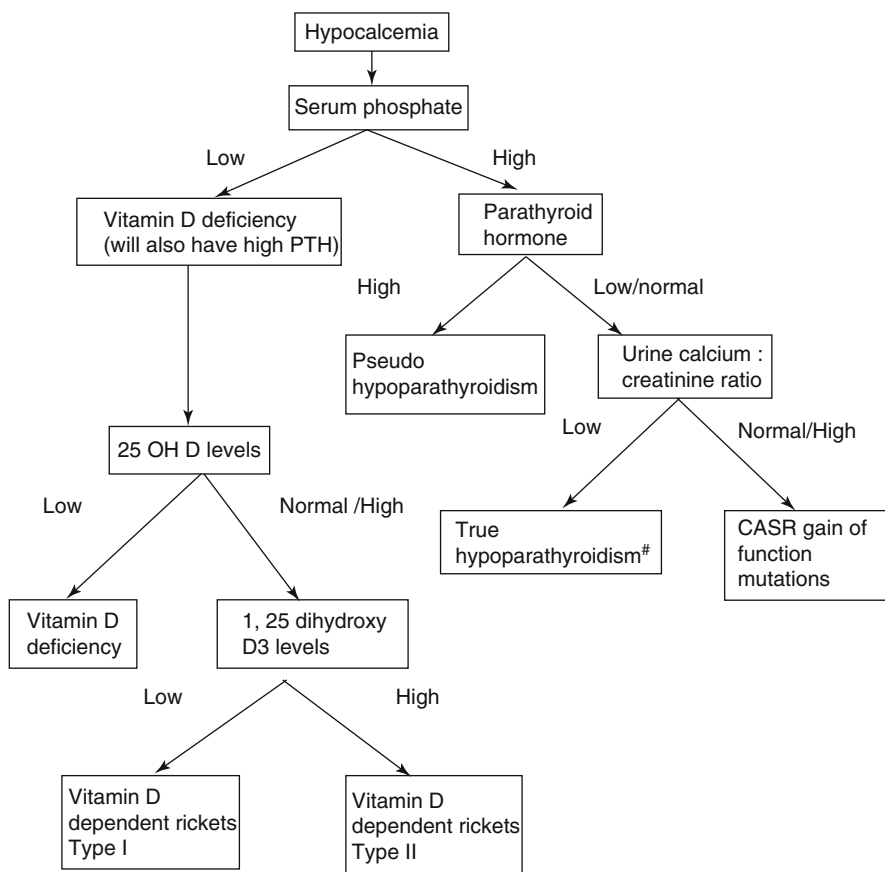 Hypocalcemia
Serum phosphate
Low
High
Vitamin D deficiency
(will also have high PTH)
Parathyroid
hormone
High
Low/normal
Pseudo
hypoparathyroidism
Urine calcium :
creatinine ratio
Low
Normal/High
25 OH D levels
Low
Normal /High
True
hypoparathyroidism#
CASR gain of
function
mutations
Vitamin D
deficiency
1, 25 dihydroxy
D3 levels
Low
High
Vitamin D
dependent rickets
Type I
Vitamin D
dependent rickets
Type II